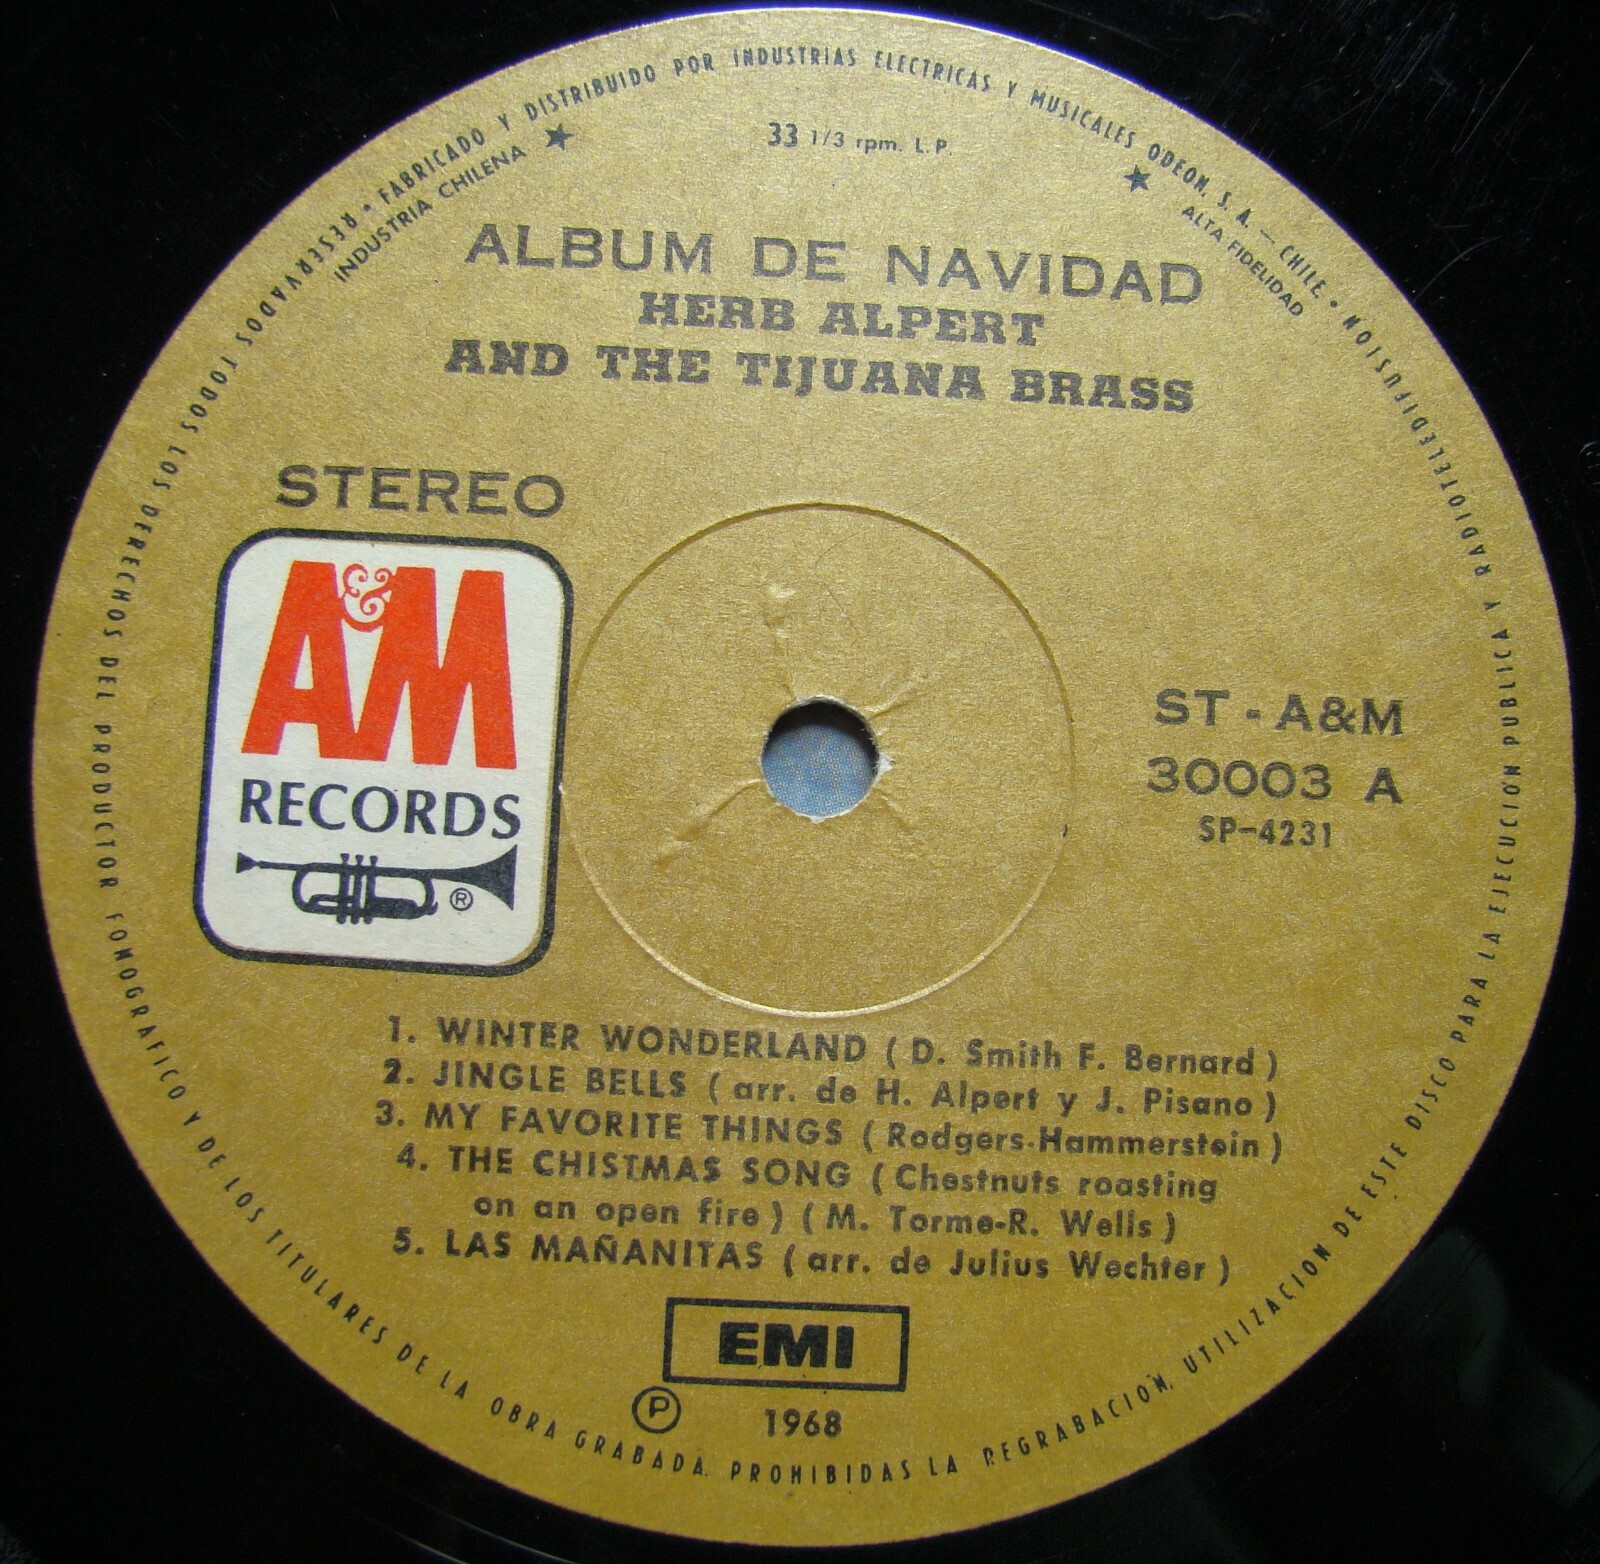 RESERVADOS TODOS LOS DERECHOS DEL PRODUCTOR FONOGRAFICO Y DE LOS TITULARES DE LA OBRA GRABADA. PROHIBIDAS LA REGRABACION, UTILIZACION DE ESTE DISCO PARA LA EJECUCION PUBLICA Y RADIOTELEDIFUSION •
FABRICADO Y DISTRIBUIDO POR INDUSTRIAS ELECTRICAS Y MUSICALES ODEON, S. A. — CHILE •
INDUSTRIA CHILENA ★
33 1/3 rpm. L.P.
★ ALTA FIDELIDAD
ALBUM DE NAVIDAD
HERB ALPERT
AND THE TIJUANA BRASS
STEREO
A&M
RECORDS
®
ST - A&M
30003 A
SP-4231
1. WINTER WONDERLAND ( D. Smith F. Bernard )
2. JINGLE BELLS ( arr. de H. Alpert y J. Pisano )
3. MY FAVORITE THINGS ( Rodgers-Hammerstein )
4. THE CHISTMAS SONG ( Chestnuts roasting
on an open fire ) ( M. Torme-R. Wells )
5. LAS MAÑANITAS ( arr. de Julius Wechter )
EMI
Ⓟ 1968